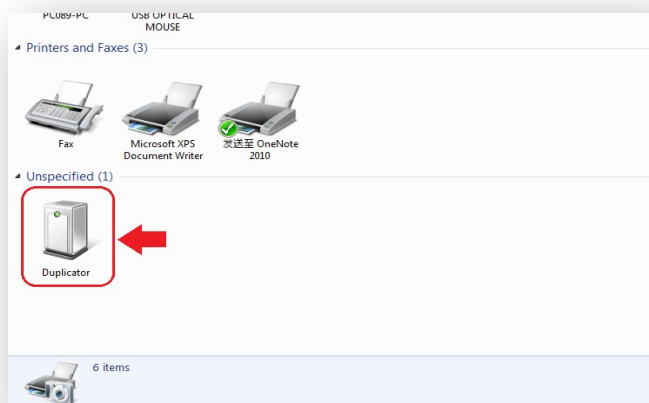 PC089-PC
USB OPTICAL
MOUSE
Printers and Faxes (3)
Fax
Microsoft XPS
Document Writer
发送至 OneNote
2010
Unspecified (1)
Duplicator
6 items